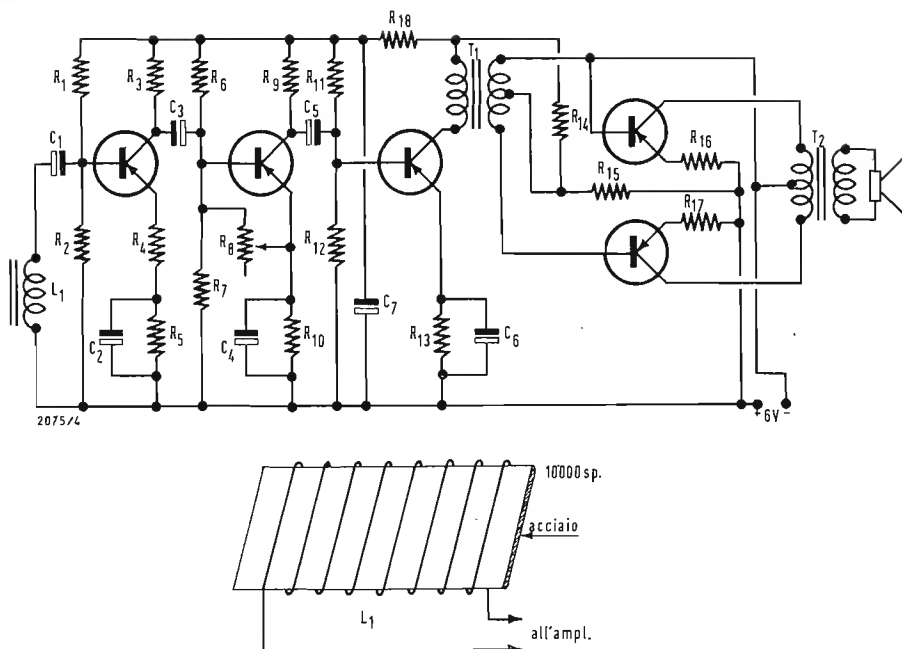 R18
T1
R1
R3
R6
R9
R11
C1
C3
C5
R14
R16
T2
R15
R17
R2
R4
R8
R12
L1
R7
C7
C2
R5
C4
R10
R13
C6
2075/4
+ 6V -
10000 sp.
acciaio
L1
all'ampl.